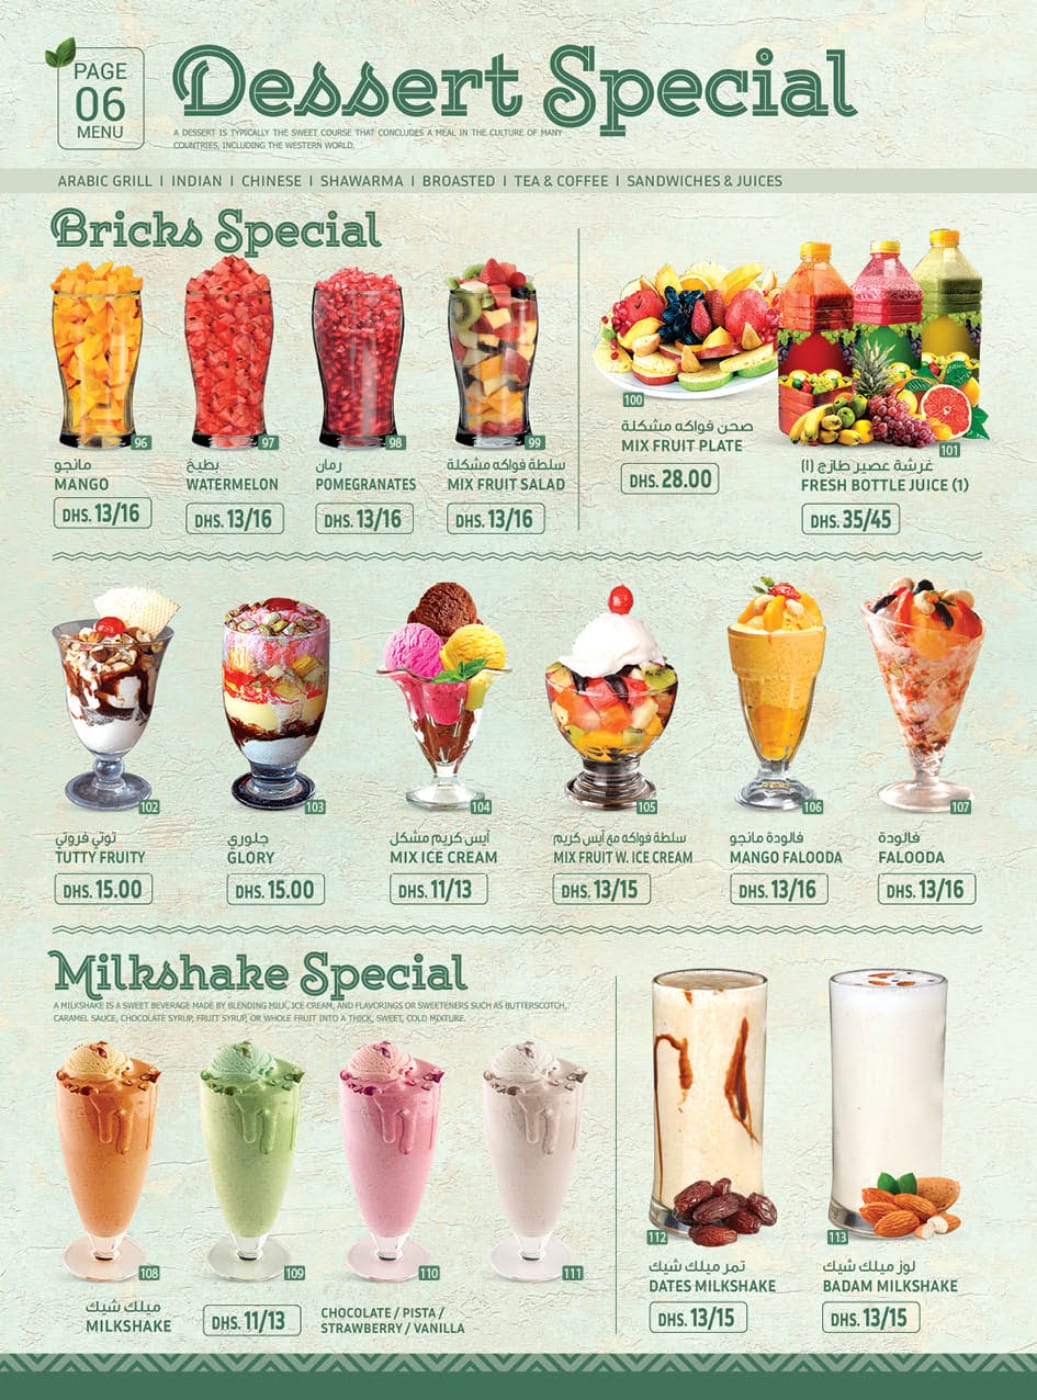 PAGE
06
MENU
Dessert Special
A DESSERT IS TYPICALLY THE SWEET COURSE THAT CONCLUDES A MEAL IN THE CULTURE OF MANY
COUNTRIES, INCLUDING THE WESTERN WORLD.
ARABIC GRILL I INDIAN I CHINESE I SHAWARMA I BROASTED I TEA & COFFEE I SANDWICHES & JUICES
Bricks Special
96
مانجو
MANGO
DHS. 13/16
97
بطيخ
WATERMELON
DHS. 13/16
98
رمان
POMEGRANATES
DHS. 13/16
99
سلطة فواكه مشكلة
MIX FRUIT SALAD
DHS. 13/16
100
صحن فواكه مشكلة
MIX FRUIT PLATE
DHS. 28.00
101
غرشة عصير طازج (١)
FRESH BOTTLE JUICE (1)
DHS. 35/45
102
توتي فروتي
TUTTY FRUITY
DHS. 15.00
103
جلوري
GLORY
DHS. 15.00
104
آيس كريم مشكل
MIX ICE CREAM
DHS. 11/13
105
سلطة فواكه مع آيس كريم
MIX FRUIT W. ICE CREAM
DHS. 13/15
106
فالودة مانجو
MANGO FALOODA
DHS. 13/16
107
فالودة
FALOODA
DHS. 13/16
Milkshake Special
A MILKSHAKE IS A SWEET BEVERAGE MADE BY BLENDING MILK, ICE CREAM, AND FLAVORINGS OR SWEETENERS SUCH AS BUTTERSCOTCH,
CARAMEL SAUCE, CHOCOLATE SYRUP, FRUIT SYRUP, OR WHOLE FRUIT INTO A THICK, SWEET, COLD MIXTURE.
108
109
110
111
ميلك شيك
MILKSHAKE
DHS. 11/13
CHOCOLATE / PISTA /
STRAWBERRY / VANILLA
112
تمر ميلك شيك
DATES MILKSHAKE
DHS. 13/15
113
لوز ميلك شيك
BADAM MILKSHAKE
DHS. 13/15